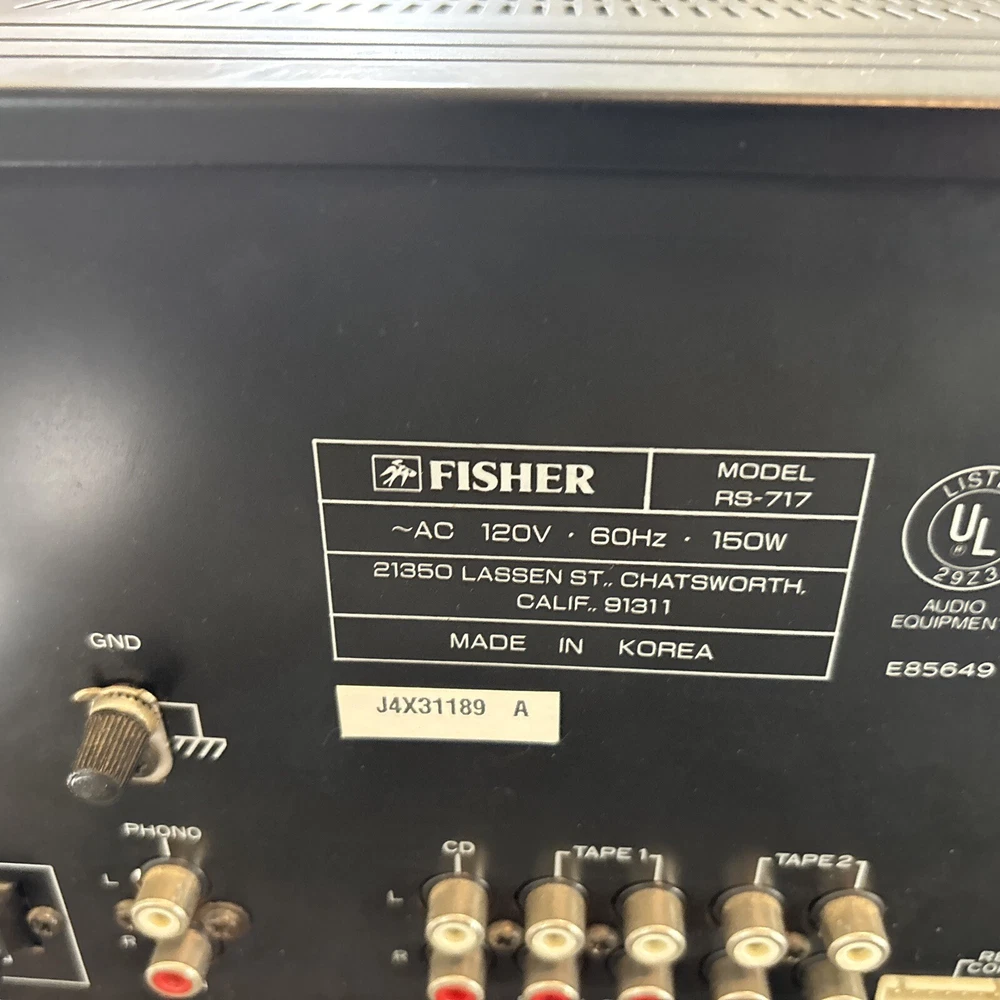 FISHER
MODEL
RS-717
~AC 120V · 60Hz · 150W
21350 LASSEN ST., CHATSWORTH,
CALIF., 91311
MADE IN KOREA
J4X31189 A
UL
®
AUDIO
E85649
GND
PHONO
L
R
CD
TAPE 1
TAPE 2
L
R